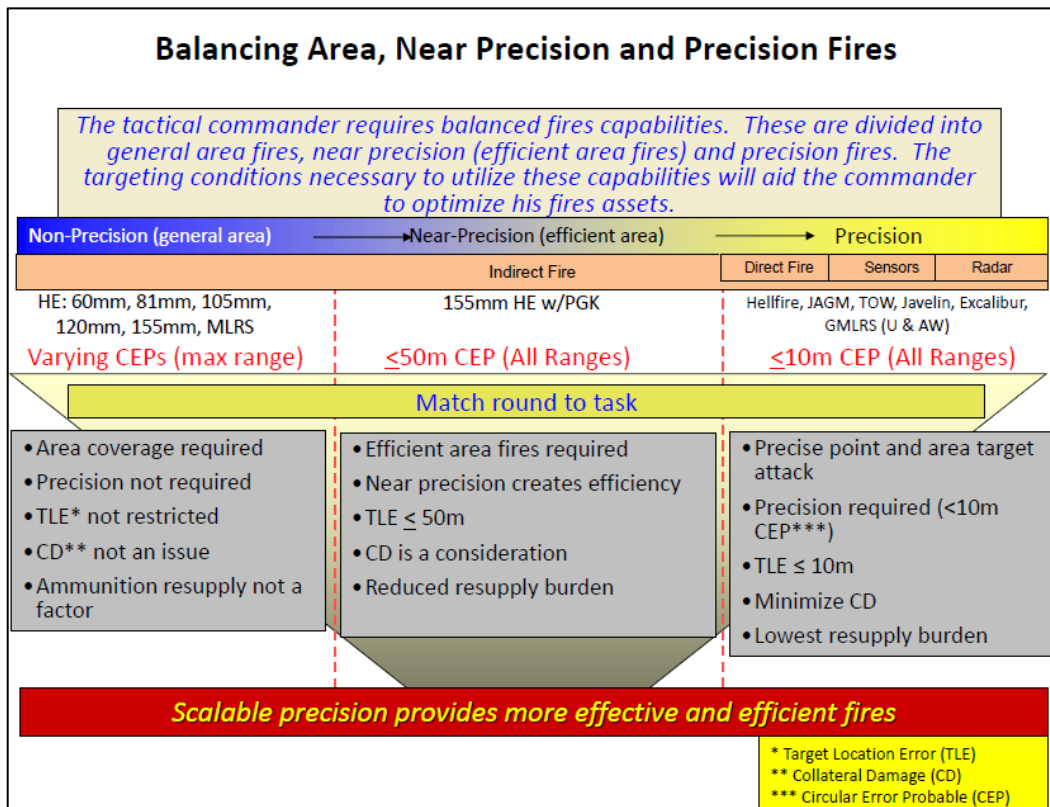 Balancing Area, Near Precision and Precision Fires
The tactical commander requires balanced fires capabilities. These are divided into
general area fires, near precision (efficient area fires) and precision fires. The
targeting conditions necessary to utilize these capabilities will aid the commander
to optimize his fires assets.
Non-Precision (general area)
Near-Precision (efficient area)
Precision
Indirect Fire
Direct Fire
Sensors
Radar
HE: 60mm, 81mm, 105mm,
120mm, 155mm, MLRS
155mm HE w/PGK
Hellfire, JAGM, TOW, Javelin, Excalibur,
GMLRS (U & AW)
Varying CEPs (max range)
≤50m CEP (All Ranges)
≤10m CEP (All Ranges)
Match round to task
• Area coverage required
• Precision not required
• TLE* not restricted
• CD** not an issue
• Ammunition resupply not a
factor
• Efficient area fires required
• Near precision creates efficiency
• TLE ≤ 50m
• CD is a consideration
• Reduced resupply burden
• Precise point and area target
attack
• Precision required (<10m
CEP***)
• TLE ≤ 10m
• Minimize CD
• Lowest resupply burden
Scalable precision provides more effective and efficient fires
* Target Location Error (TLE)
** Collateral Damage (CD)
*** Circular Error Probable (CEP)